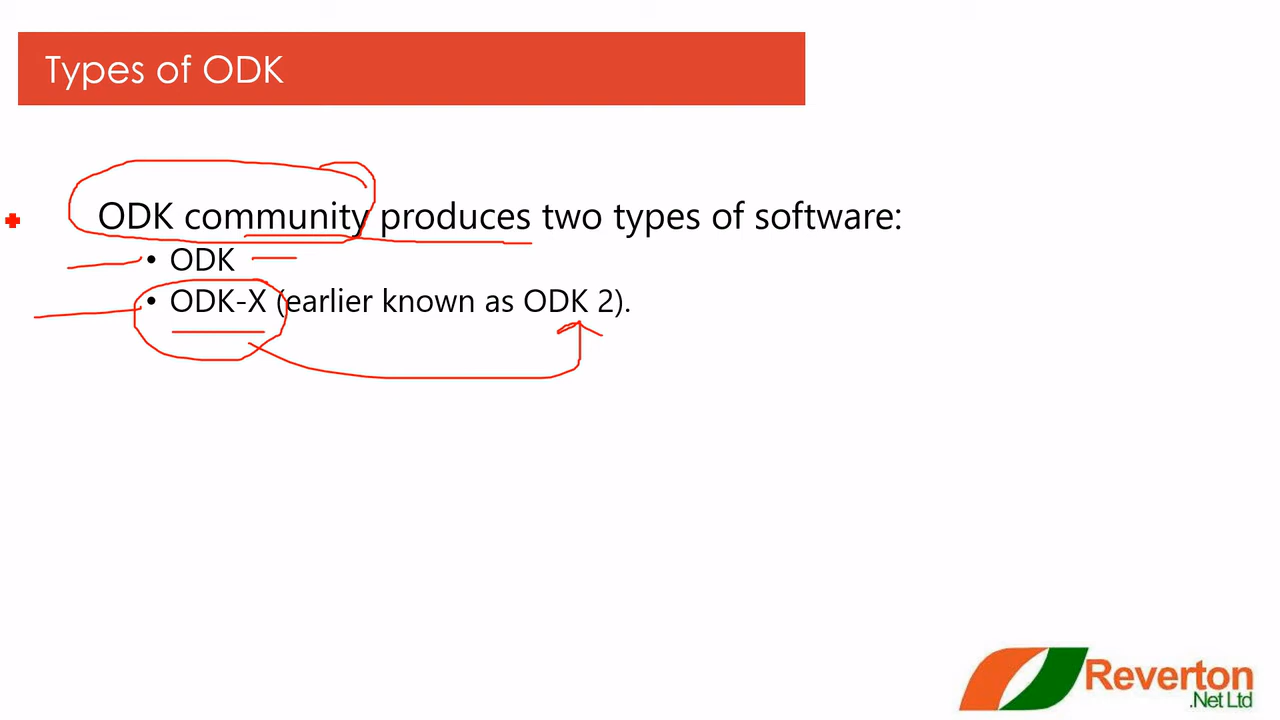 Types of ODK
ODK community produces two types of software:
• ODK
• ODK-X (earlier known as ODK 2).
Reverton
.Net Ltd